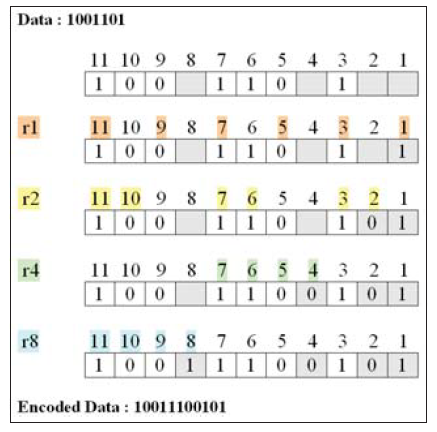 Data : 1001101
11 10 9 8 7 6 5 4 3 2 1
1 0 0 1 1 0 1
r1 11 10 9 8 7 6 5 4 3 2 1
1 0 0 1 1 0 1 1
r2 11 10 9 8 7 6 5 4 3 2 1
1 0 0 1 1 0 1 0 1
r4 11 10 9 8 7 6 5 4 3 2 1
1 0 0 1 1 0 0 1 0 1
r8 11 10 9 8 7 6 5 4 3 2 1
1 0 0 1 1 1 0 0 1 0 1
Encoded Data : 10011100101